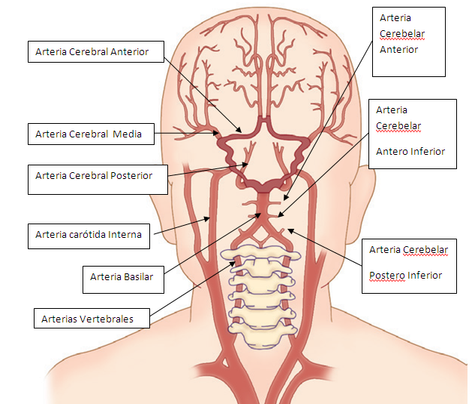 Arteria Cerebral Anterior
Arteria Cerebral Media
Arteria Cerebral Posterior
Arteria carótida Interna
Arteria Basilar
Arterias Vertebrales
Arteria
Cerebelar
Anterior
Arteria
Cerebelar
Antero Inferior
Arteria Cerebelar
Postero Inferior